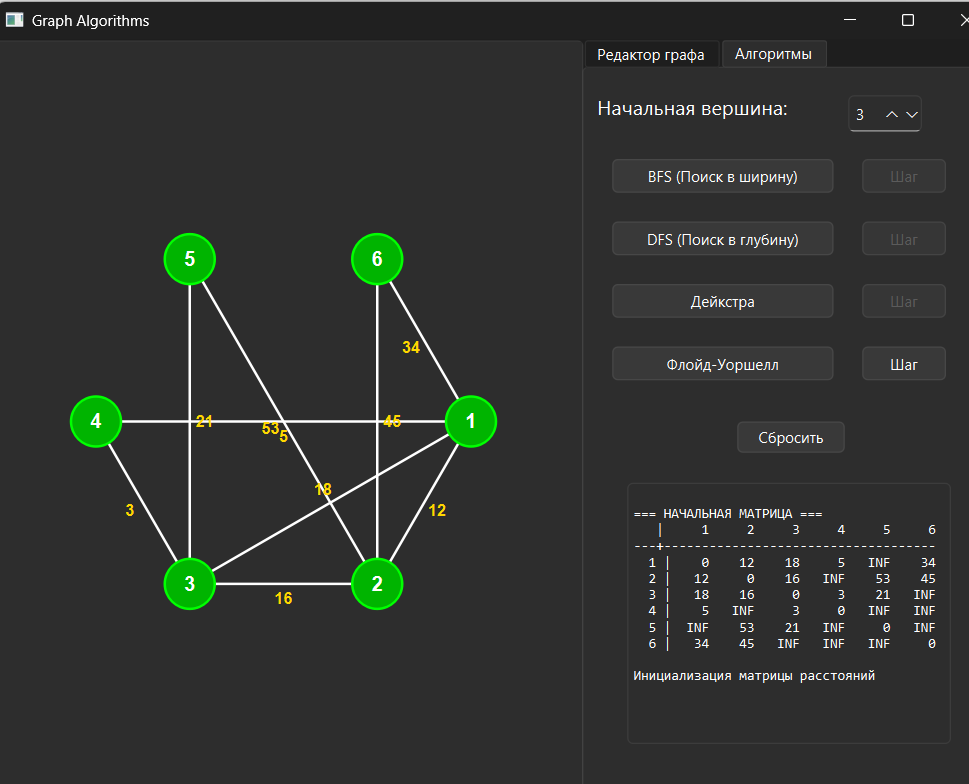 Graph Algorithms
Редактор графа Алгоритмы
Начальная вершина: 3
BFS (Поиск в ширину) Шаг
DFS (Поиск в глубину) Шаг
Дейкстра Шаг
Флойд-Уоршелл Шаг
Сбросить
5 6
34
4 21 53 5 45 1
18
3 12
3 2
16
=== НАЧАЛЬНАЯ МАТРИЦА ===
| 1 2 3 4 5 6
---+------------------------------------
1 | 0 12 18 5 INF 34
2 | 12 0 16 INF 53 45
3 | 18 16 0 3 21 INF
4 | 5 INF 3 0 INF INF
5 | INF 53 21 INF 0 INF
6 | 34 45 INF INF INF 0
Инициализация матрицы расстояний